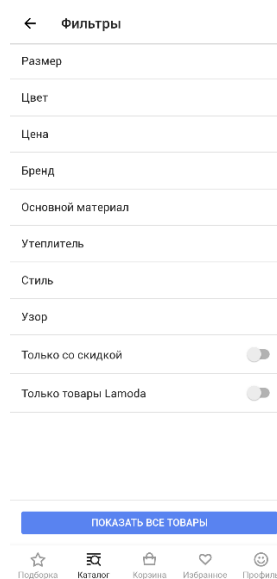 Фильтры
Размер
Цвет
Цена
Бренд
Основной материал
Утеплитель
Стиль
Узор
Только со скидкой
Только товары Lamoda
ПОКАЗАТЬ ВСЕ ТОВАРЫ
Подборка Каталог Корзина Избранное Профиль